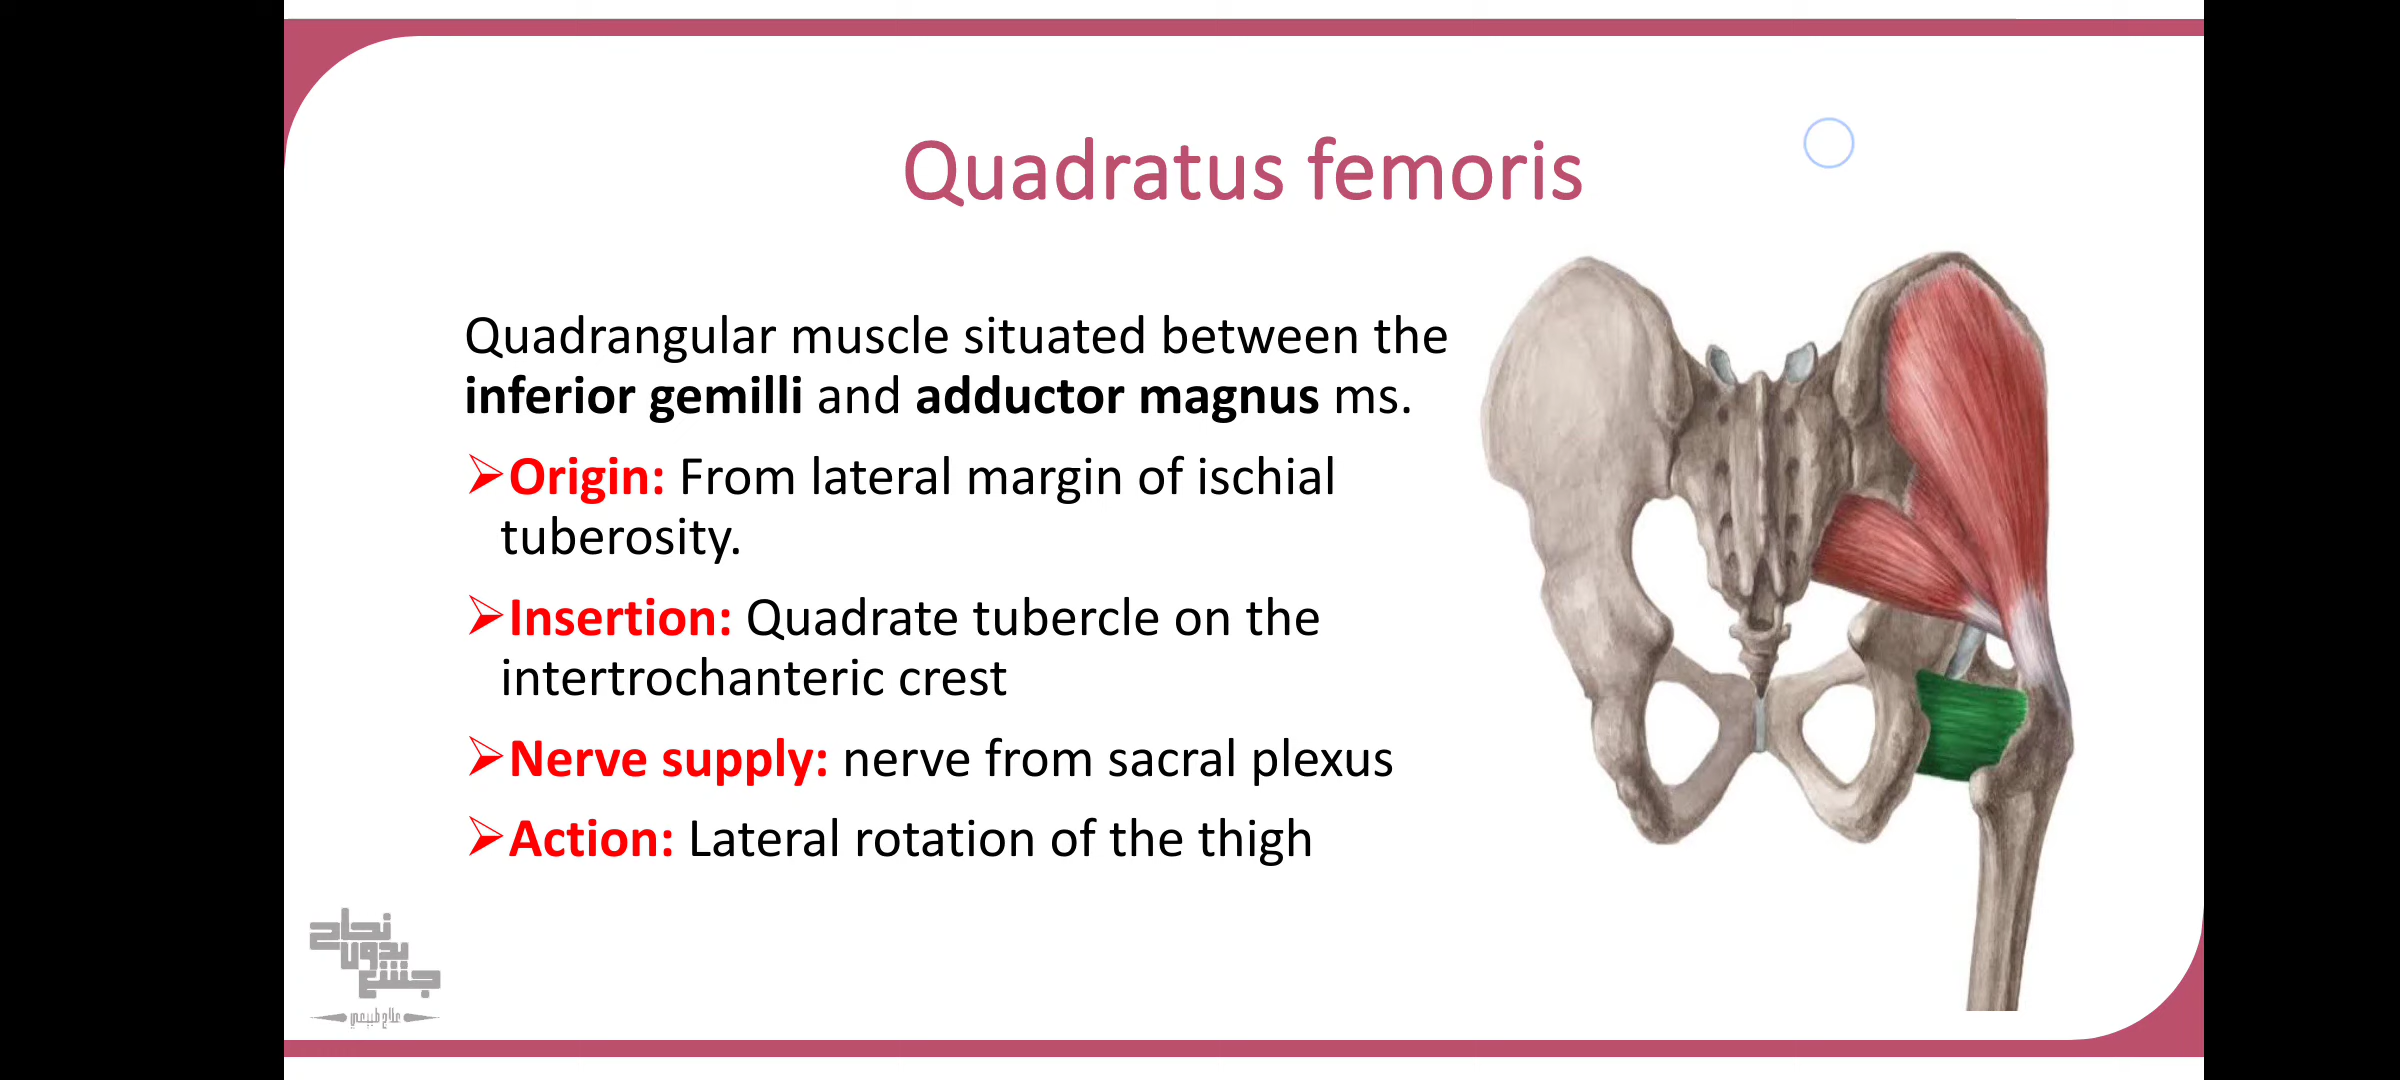 Quadratus femoris
Quadrangular muscle situated between the
inferior gemilli and adductor magnus ms.
Origin: From lateral margin of ischial
tuberosity.
Insertion: Quadrate tubercle on the
intertrochanteric crest
Nerve supply: nerve from sacral plexus
Action: Lateral rotation of the thigh
نجاح
بدون
جشع
علاج طبيعي